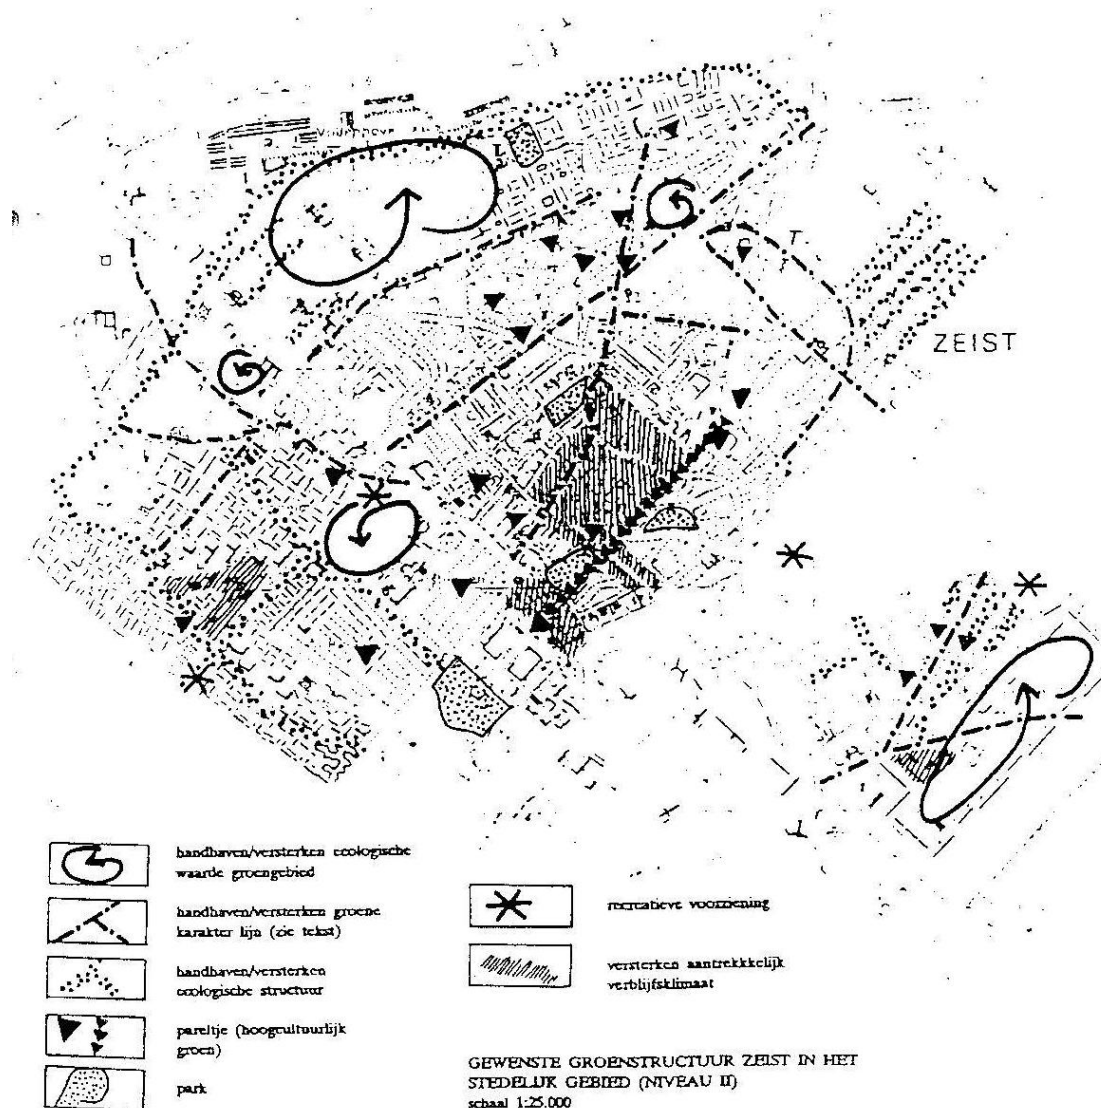 ZEIST
handhaven/versterken ecologische
waarde groengebied
handhaven/versterken groene
karakter lijn (zie tekst)
handhaven/versterken
ecologische structuur
pareltje (hoogcultuurlijk
groen)
park
recreatieve voorziening
versterken aantrekkkelijk
verblijfsklimaat
GEWENSTE GROENSTRUCTUUR ZEIST IN HET
STEDELIJK GEBIED (NIVEAU II)
schaal 1:25.000